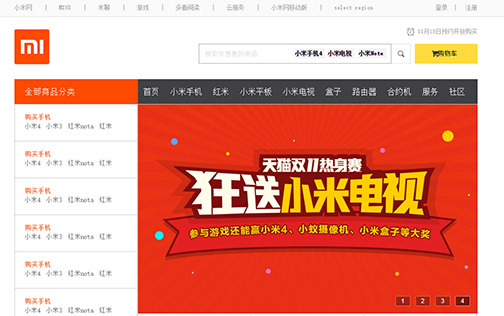 小米网 | MIUI | 米聊 | 游戏 | 多看阅读 | 云服务 | 小米网移动版 | select region 登录 | 注册
11月18日预约开放购买
mi
搜索您需要的商品 小米手机4 小米电视 小米Note
购物车
全部商品分类
首页 小米手机 红米 小米平板 小米电视 盒子 路由器 合约机 服务 社区
购买手机
小米4 小米3 红米nota 红米
购买手机
小米4 小米3 红米nota 红米
购买手机
小米4 小米3 红米nota 红米
购买手机
小米4 小米3 红米nota 红米
购买手机
小米4 小米3 红米nota 红米
购买手机
小米4 小米3 红米nota 红米
天猫双11热身赛
狂送小米电视
参与游戏还能赢小米4、小蚁摄像机、小米盒子等大奖
1 2 3 4